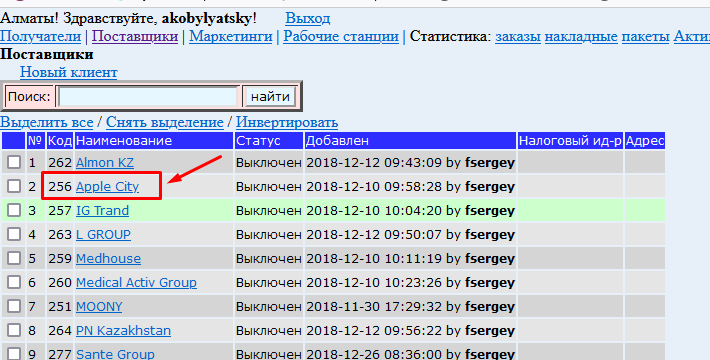 Алматы! Здравствуйте, akobylyatsky! Выход
Получатели | Поставщики | Маркетинги | Рабочие станции | Статистика: заказы накладные пакеты Акти
Поставщики
Новый клиент
Поиск: найти
Выделить все / Снять выделение / Инвертировать
№ Код Наименование Статус Добавлен Налоговый ид-р Адрес
1 262 Almon KZ Выключен 2018-12-12 09:43:09 by fsergey
2 256 Apple City Выключен 2018-12-10 09:58:28 by fsergey
3 257 IG Trand Выключен 2018-12-10 10:04:20 by fsergey
4 263 L GROUP Выключен 2018-12-12 09:50:07 by fsergey
5 259 Medhouse Выключен 2018-12-10 10:11:19 by fsergey
6 260 Medical Activ Group Выключен 2018-12-10 10:23:26 by fsergey
7 251 MOONY Выключен 2018-11-30 17:29:32 by fsergey
8 264 PN Kazakhstan Выключен 2018-12-12 09:56:22 by fsergey
277 Sante Group Выключен 2018-12-26 08:36:00 by fsergey